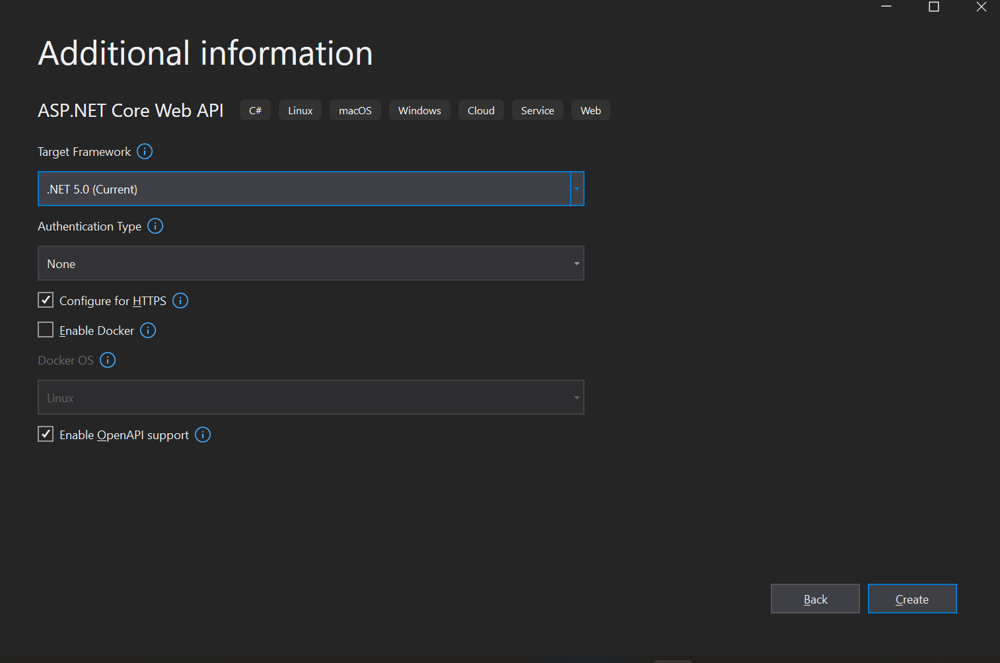 Additional information
ASP.NET Core Web API C# Linux macOS Windows Cloud Service Web
Target Framework
.NET 5.0 (Current)
Authentication Type
None
Configure for HTTPS
Enable Docker
Docker OS
Linux
Enable OpenAPI support
Back Create